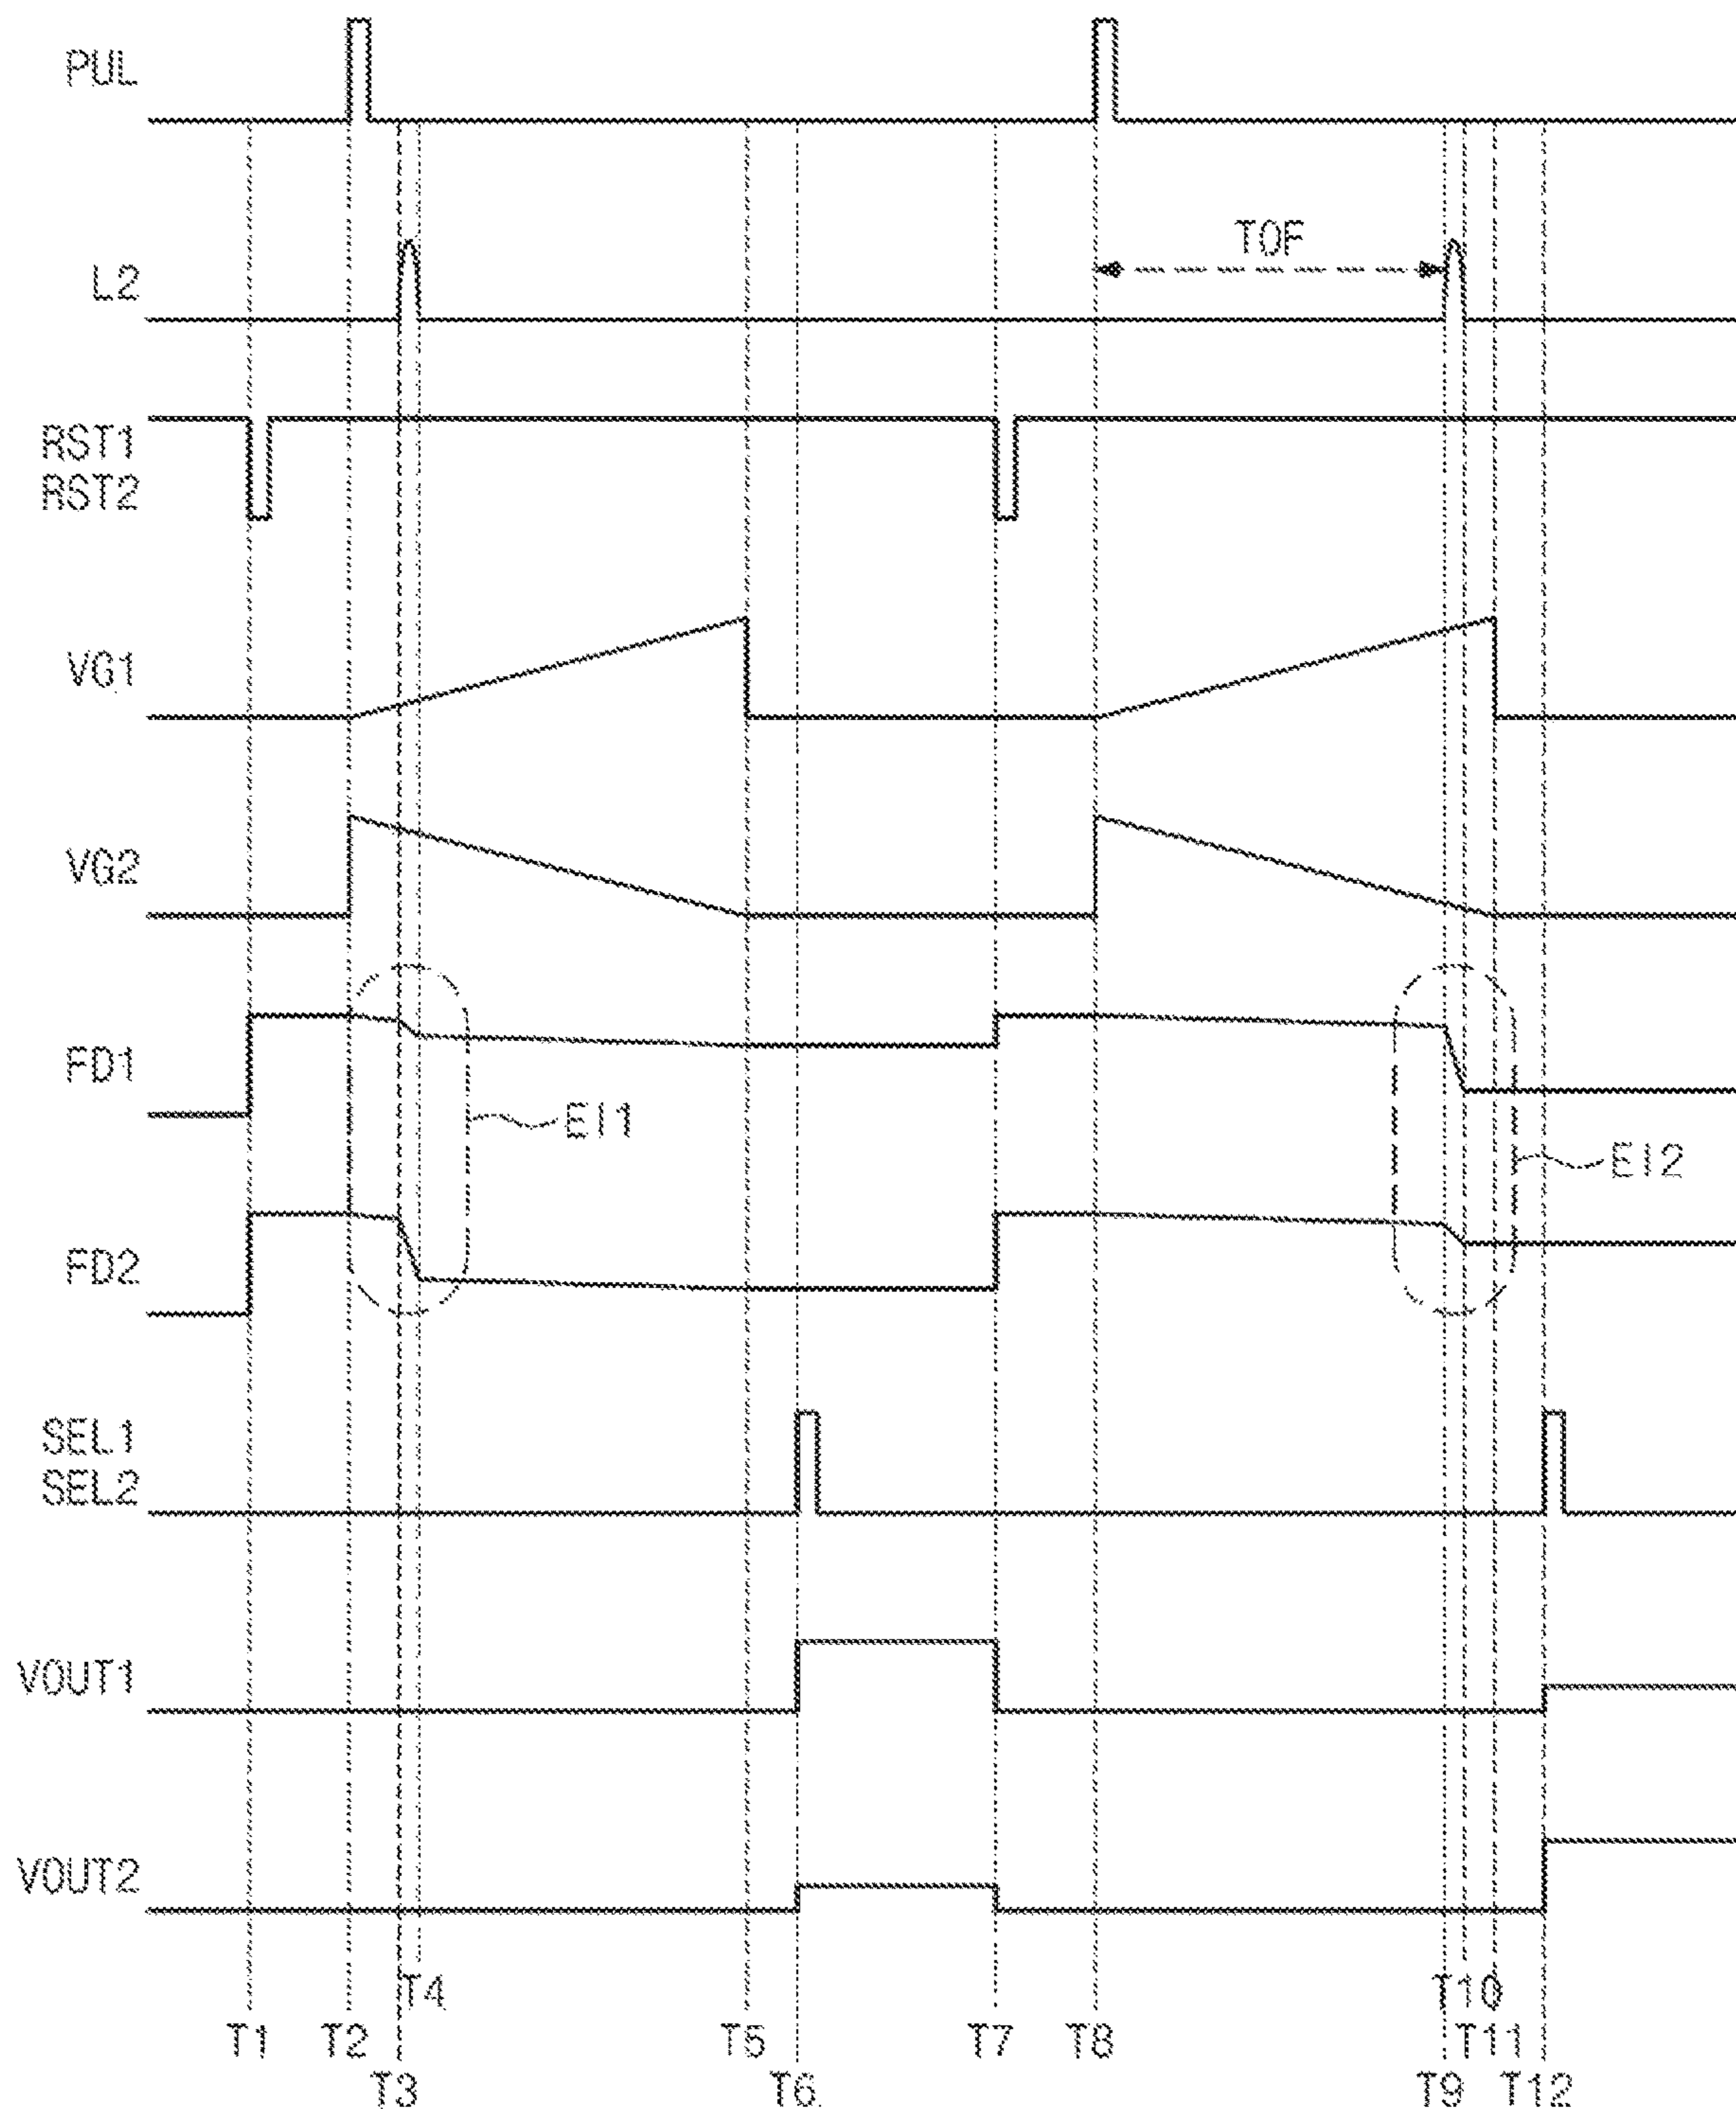 PUL
TOF
L2
RST1
RST2
VG1
VG2
FD1
EI1
EI2
FD2
SEL1
SEL2
VOUT1
VOUT2
T4 T10
T1 T2 T5 T7 T8 T11
T3 T6 T9 T12